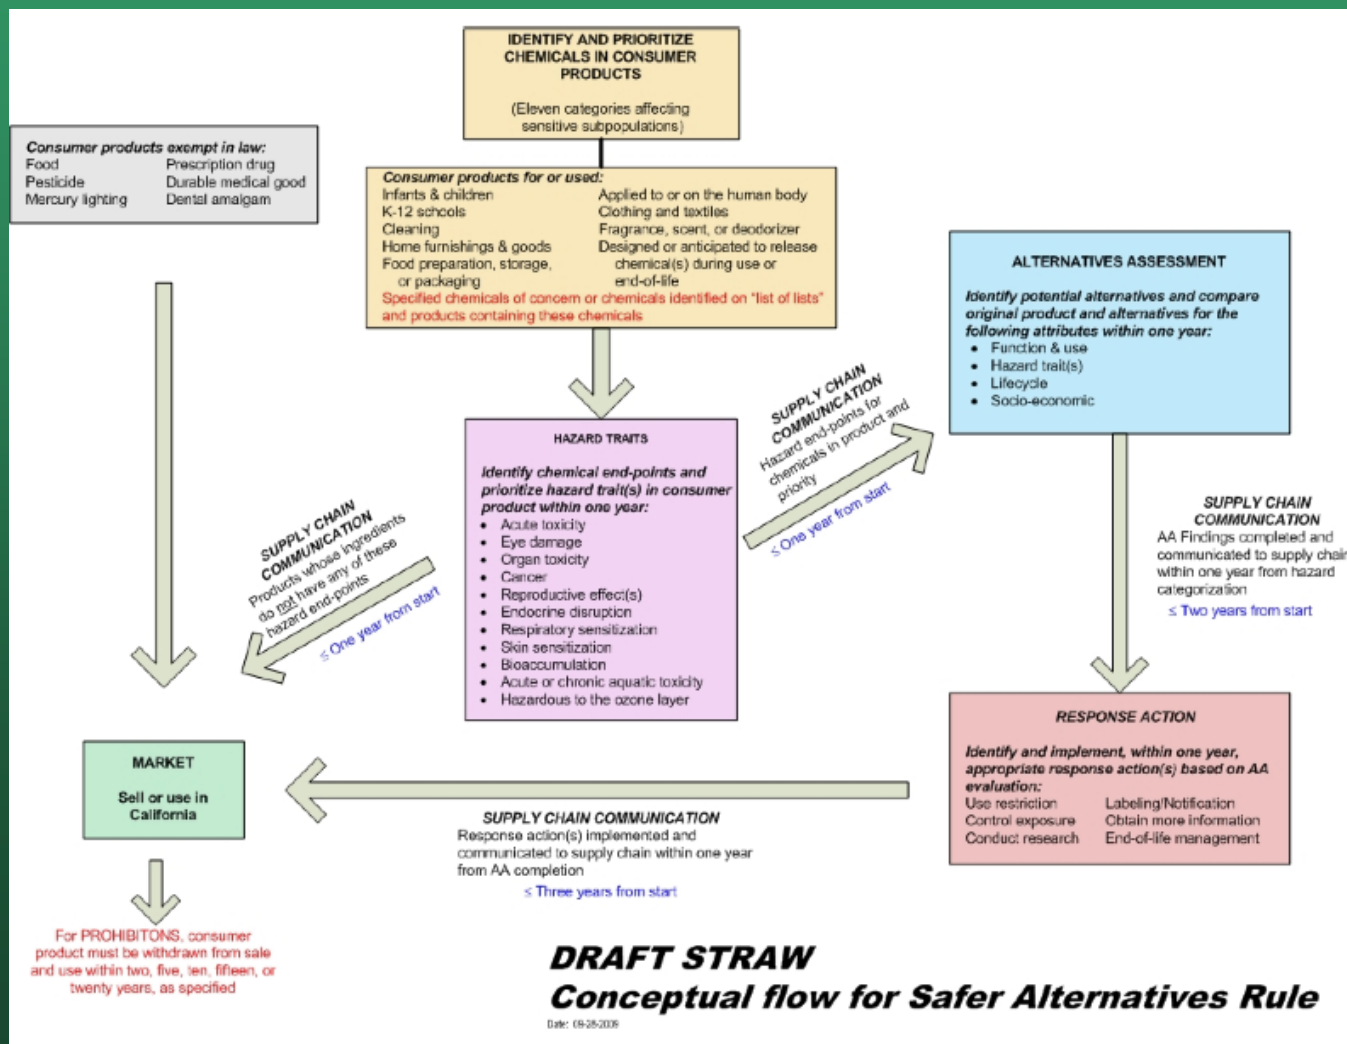 IDENTIFY AND PRIORITIZE
CHEMICALS IN CONSUMER
PRODUCTS
(Eleven categories affecting
sensitive subpopulations)
Consumer products exempt in law:
Food Prescription drug
Pesticide Durable medical good
Mercury lighting Dental amalgam
Consumer products for or used:
Infants & children Applied to or on the human body
K-12 schools Clothing and textiles
Cleaning Fragrance, scent, or deodorizer
Home furnishings & goods Designed or anticipated to release
Food preparation, storage, chemical(s) during use or
or packaging end-of-life
Specified chemicals of concern or chemicals identified on "list of lists"
and products containing these chemicals
ALTERNATIVES ASSESSMENT
Identify potential alternatives and compare
original product and alternatives for the
following attributes within one year:
• Function & use
• Hazard trait(s)
• Lifecycle
• Socio-economic
SUPPLY CHAIN
COMMUNICATION
Hazard end-points for
chemicals in product and
priority
≤ One year from start
HAZARD TRAITS
Identify chemical end-points and
prioritize hazard trait(s) in consumer
product within one year:
• Acute toxicity
• Eye damage
• Organ toxicity
• Cancer
• Reproductive effect(s)
• Endocrine disruption
• Respiratory sensitization
• Skin sensitization
• Bioaccumulation
• Acute or chronic aquatic toxicity
• Hazardous to the ozone layer
SUPPLY CHAIN
COMMUNICATION
Products whose ingredients
do not have any of these
hazard end-points
≤ One year from start
SUPPLY CHAIN
COMMUNICATION
AA Findings completed and
communicated to supply chain
within one year from hazard
categorization
≤ Two years from start
RESPONSE ACTION
Identify and implement, within one year,
appropriate response action(s) based on AA
evaluation:
Use restriction Labeling/Notification
Control exposure Obtain more information
Conduct research End-of-life management
MARKET
Sell or use in
California
SUPPLY CHAIN COMMUNICATION
Response action(s) implemented and
communicated to supply chain within one year
from AA completion
≤ Three years from start
For PROHIBITONS, consumer
product must be withdrawn from sale
and use within two, five, ten, fifteen, or
twenty years, as specified
DRAFT STRAW
Conceptual flow for Safer Alternatives Rule
Date: 09-28-2009